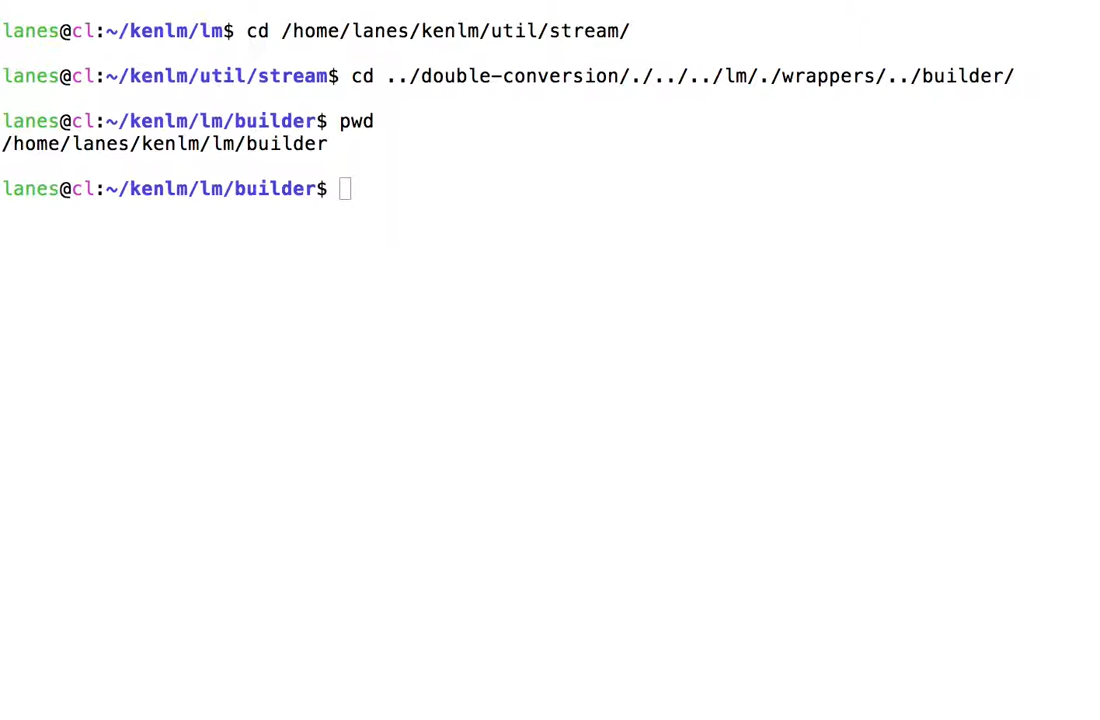 lanes@cl:~/kenlm/lm$ cd /home/lanes/kenlm/util/stream/
lanes@cl:~/kenlm/util/stream$ cd ../double-conversion/./../../lm/./wrappers/../builder/
lanes@cl:~/kenlm/lm/builder$ pwd
/home/lanes/kenlm/lm/builder
lanes@cl:~/kenlm/lm/builder$